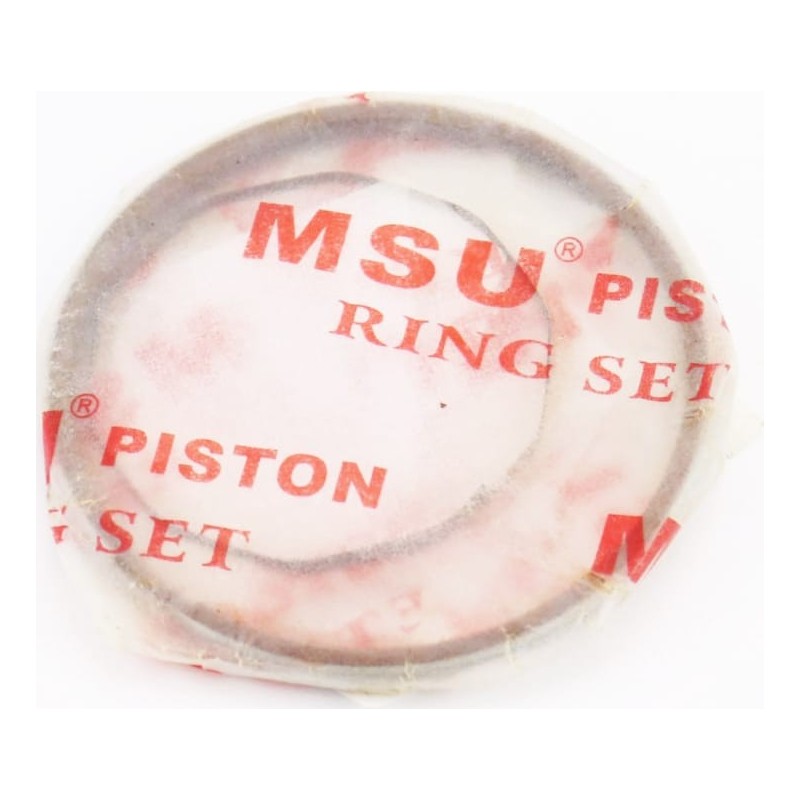 MSU® PIS
RING SET
® PISTON
G SET
M